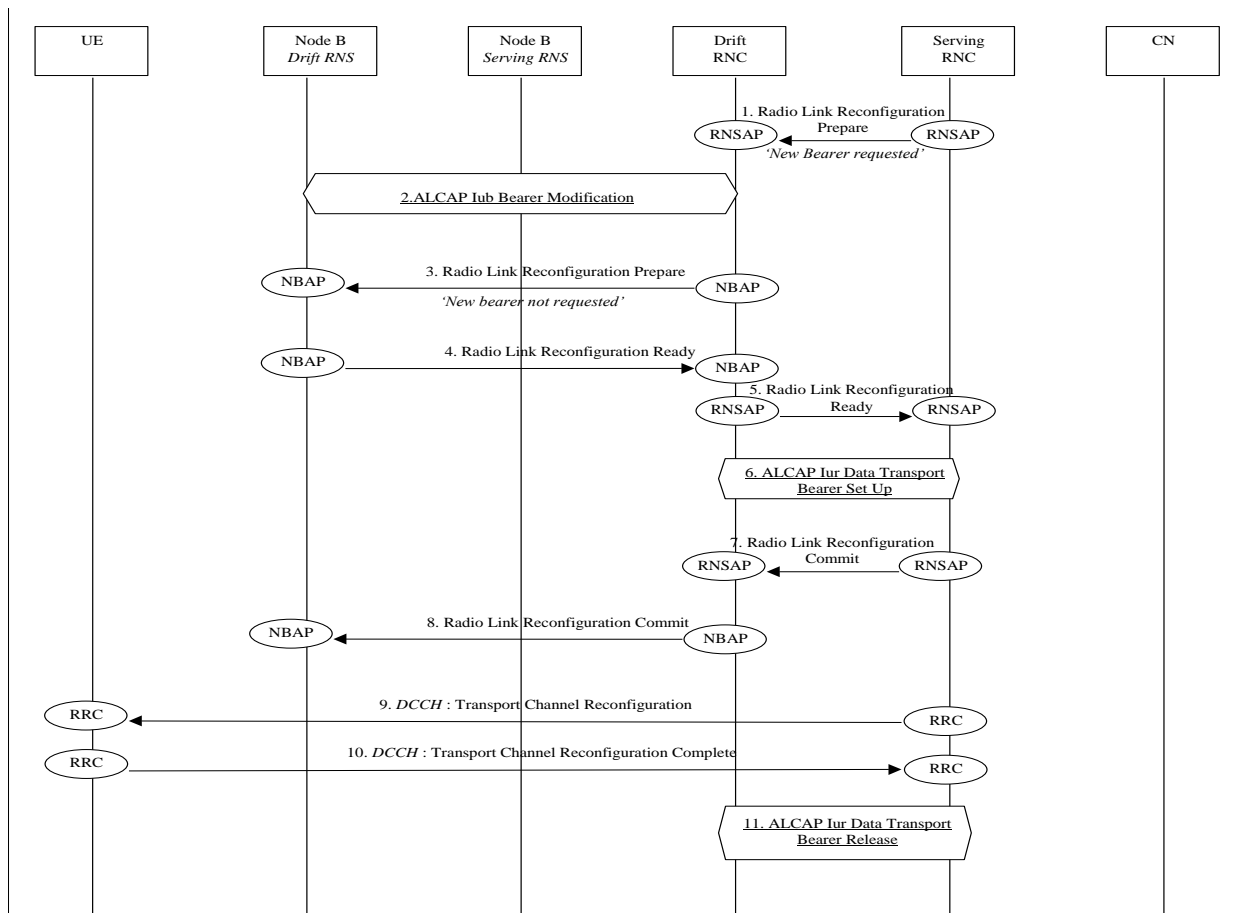 UE
Node B
Drift RNS
Node B
Serving RNS
Drift
RNC
Serving
RNC
CN
1. Radio Link Reconfiguration
Prepare
RNSAP
RNSAP
‘New Bearer requested’
2.ALCAP Iub Bearer Modification
3. Radio Link Reconfiguration Prepare
NBAP
NBAP
‘New bearer not requested’
4. Radio Link Reconfiguration Ready
NBAP
NBAP
5. Radio Link Reconfiguration
Ready
RNSAP
RNSAP
6. ALCAP Iur Data Transport
Bearer Set Up
7. Radio Link Reconfiguration
Commit
RNSAP
RNSAP
8. Radio Link Reconfiguration Commit
NBAP
NBAP
9. DCCH : Transport Channel Reconfiguration
RRC
RRC
10. DCCH : Transport Channel Reconfiguration Complete
RRC
RRC
11. ALCAP Iur Data Transport
Bearer Release